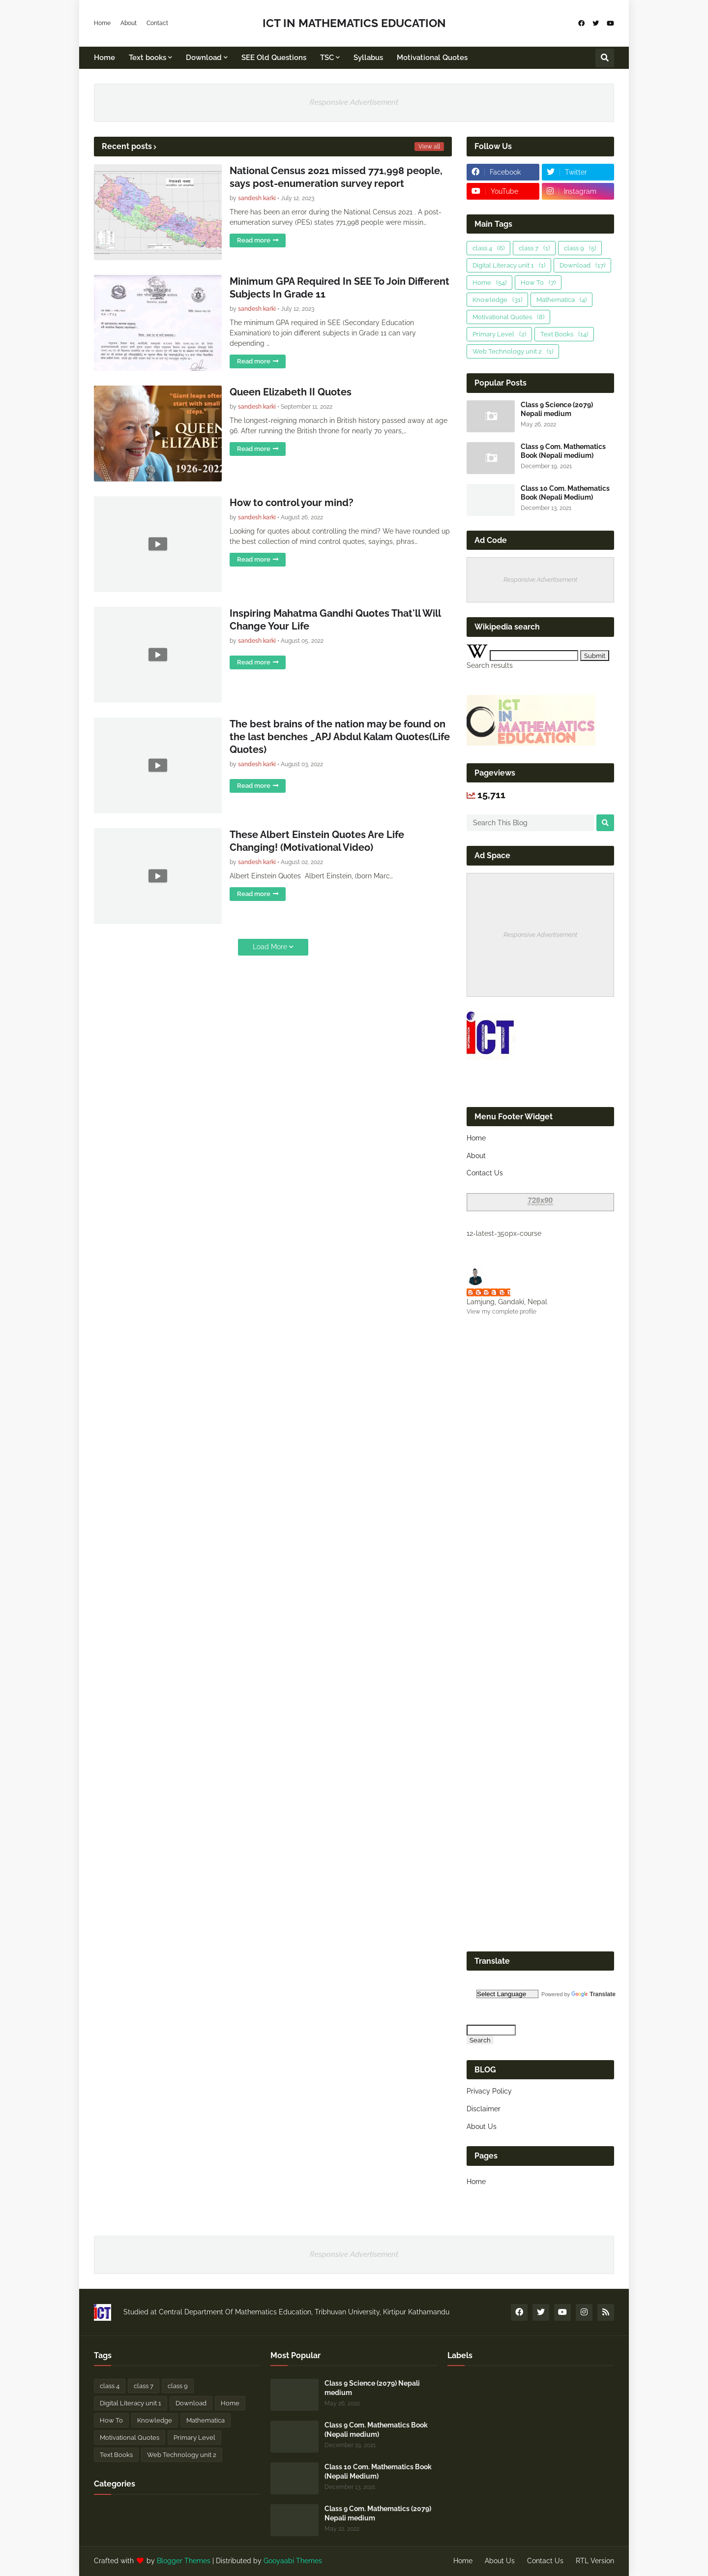 Home About Contact
ICT IN MATHEMATICS EDUCATION
Home Text books Download SEE Old Questions TSC Syllabus Motivational Quotes
Responsive Advertisement
Recent posts
View all
National Census 2021 missed 771,998 people,
says post-enumeration survey report
by sandesh karki - July 12, 2023
There has been an error during the National Census 2021 . A post-
enumeration survey (PES) states 771,998 people were missin…
Read more
Minimum GPA Required In SEE To Join Different
Subjects In Grade 11
by sandesh karki - July 12, 2023
The minimum GPA required in SEE (Secondary Education
Examination) to join different subjects in Grade 11 can vary
depending …
Read more
"Giant leaps often
start with small
steps."
QUEEN
ELIZABETH
II
1926-2022
Queen Elizabeth II Quotes
by sandesh karki - September 11, 2022
The longest-reigning monarch in British history passed away at age
96. After running the British throne for nearly 70 years,…
Read more
How to control your mind?
by sandesh karki - August 26, 2022
Looking for quotes about controlling the mind? We have rounded up
the best collection of mind control quotes, sayings, phras…
Read more
Inspiring Mahatma Gandhi Quotes That'll Will
Change Your Life
by sandesh karki - August 05, 2022
Read more
The best brains of the nation may be found on
the last benches _APJ Abdul Kalam Quotes(Life
Quotes)
by sandesh karki - August 03, 2022
Read more
These Albert Einstein Quotes Are Life
Changing! (Motivational Video)
by sandesh karki - August 02, 2022
Albert Einstein Quotes  Albert Einstein, (born Marc…
Read more
Load More
Follow Us
Facebook
Twitter
YouTube
Instagram
Main Tags
class 4 (6) class 7 (1) class 9 (5)
Digital Literacy unit 1 (1) Download (17)
Home (54) How To (7)
Knowledge (31) Mathematica (4)
Motivational Quotes (8)
Primary Level (2) Text Books (14)
Web Technology unit 2 (1)
Popular Posts
Class 9 Science (2079)
Nepali medium
May 26, 2022
Class 9 Com. Mathematics
Book (Nepali medium)
December 19, 2021
Class 10 Com. Mathematics
Book (Nepali Medium)
December 13, 2021
Ad Code
Responsive Advertisement
Wikipedia search
W
Submit
Search results
ICT
IN
MATHEMATICS
EDUCATION
Pageviews
15,711
Search This Blog
Ad Space
Responsive Advertisement
ICT
Menu Footer Widget
Home
About
Contact Us
728x90
12-latest-350px-course
Lamjung, Gandaki, Nepal
View my complete profile
Translate
Select Language
Powered by Google Translate
Search
BLOG
Privacy Policy
Disclaimer
About Us
Pages
Home
Responsive Advertisement
ICT
Studied at Central Department Of Mathematics Education, Tribhuvan University, Kirtipur Kathamandu
Tags
class 4 class 7 class 9
Digital Literacy unit 1 Download Home
How To Knowledge Mathematica
Motivational Quotes Primary Level
Text Books Web Technology unit 2
Categories
Most Popular
Class 9 Science (2079) Nepali
medium
May 26, 2022
Class 9 Com. Mathematics Book
(Nepali medium)
December 19, 2021
Class 10 Com. Mathematics Book
(Nepali Medium)
December 13, 2021
Class 9 Com. Mathematics (2079)
Nepali medium
May 22, 2022
Labels
Crafted with by Blogger Themes | Distributed by Gooyaabi Themes
Home About Us Contact Us RTL Version